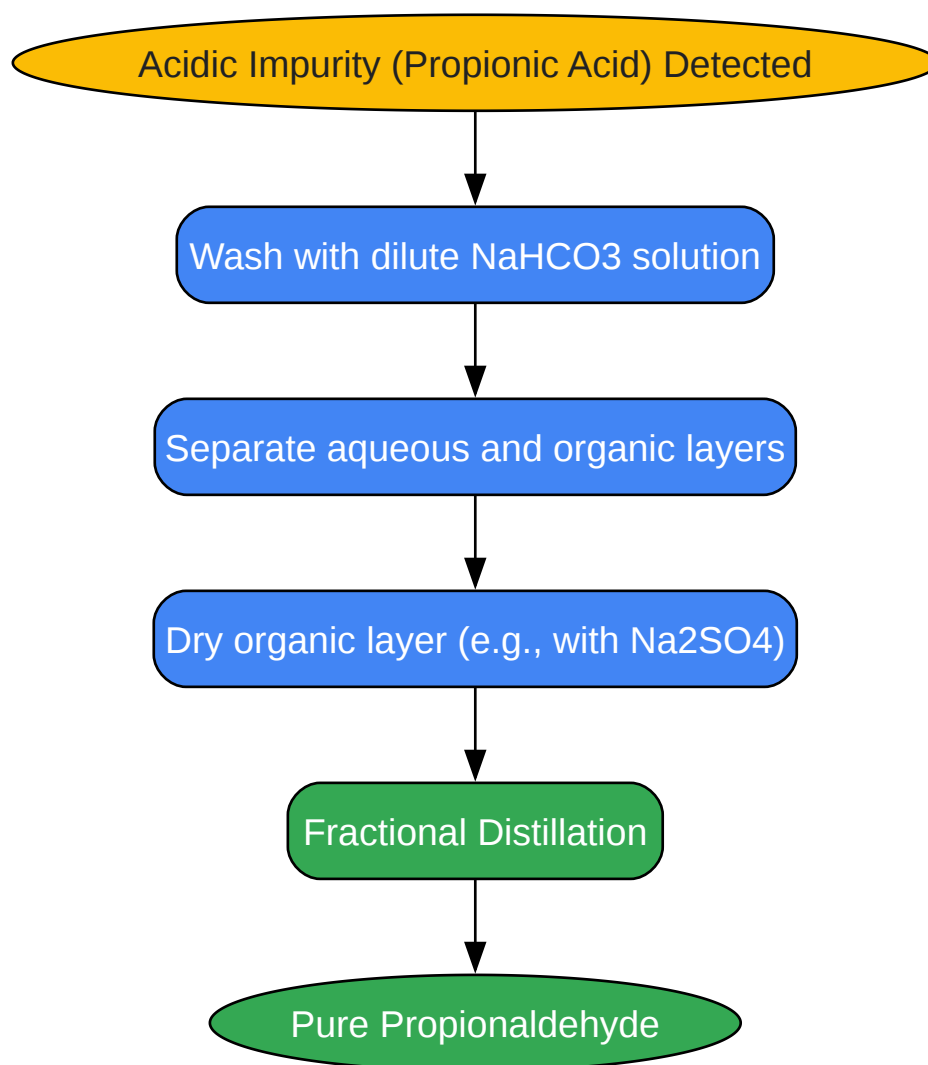 Acidic Impurity (Propionic Acid) Detected
Wash with dilute NaHCO3 solution
Separate aqueous and organic layers
Dry organic layer (e.g., with Na2SO4)
Fractional Distillation
Pure Propionaldehyde